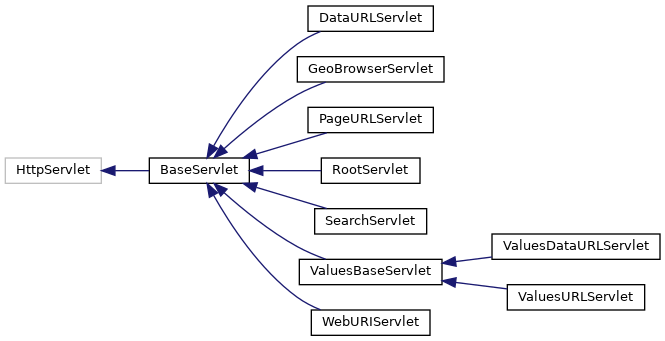 DataURLServlet
GeoBrowserServlet
PageURLServlet
HttpServlet
BaseServlet
RootServlet
SearchServlet
ValuesBaseServlet
ValuesDataURLServlet
ValuesURLServlet
WebURIServlet